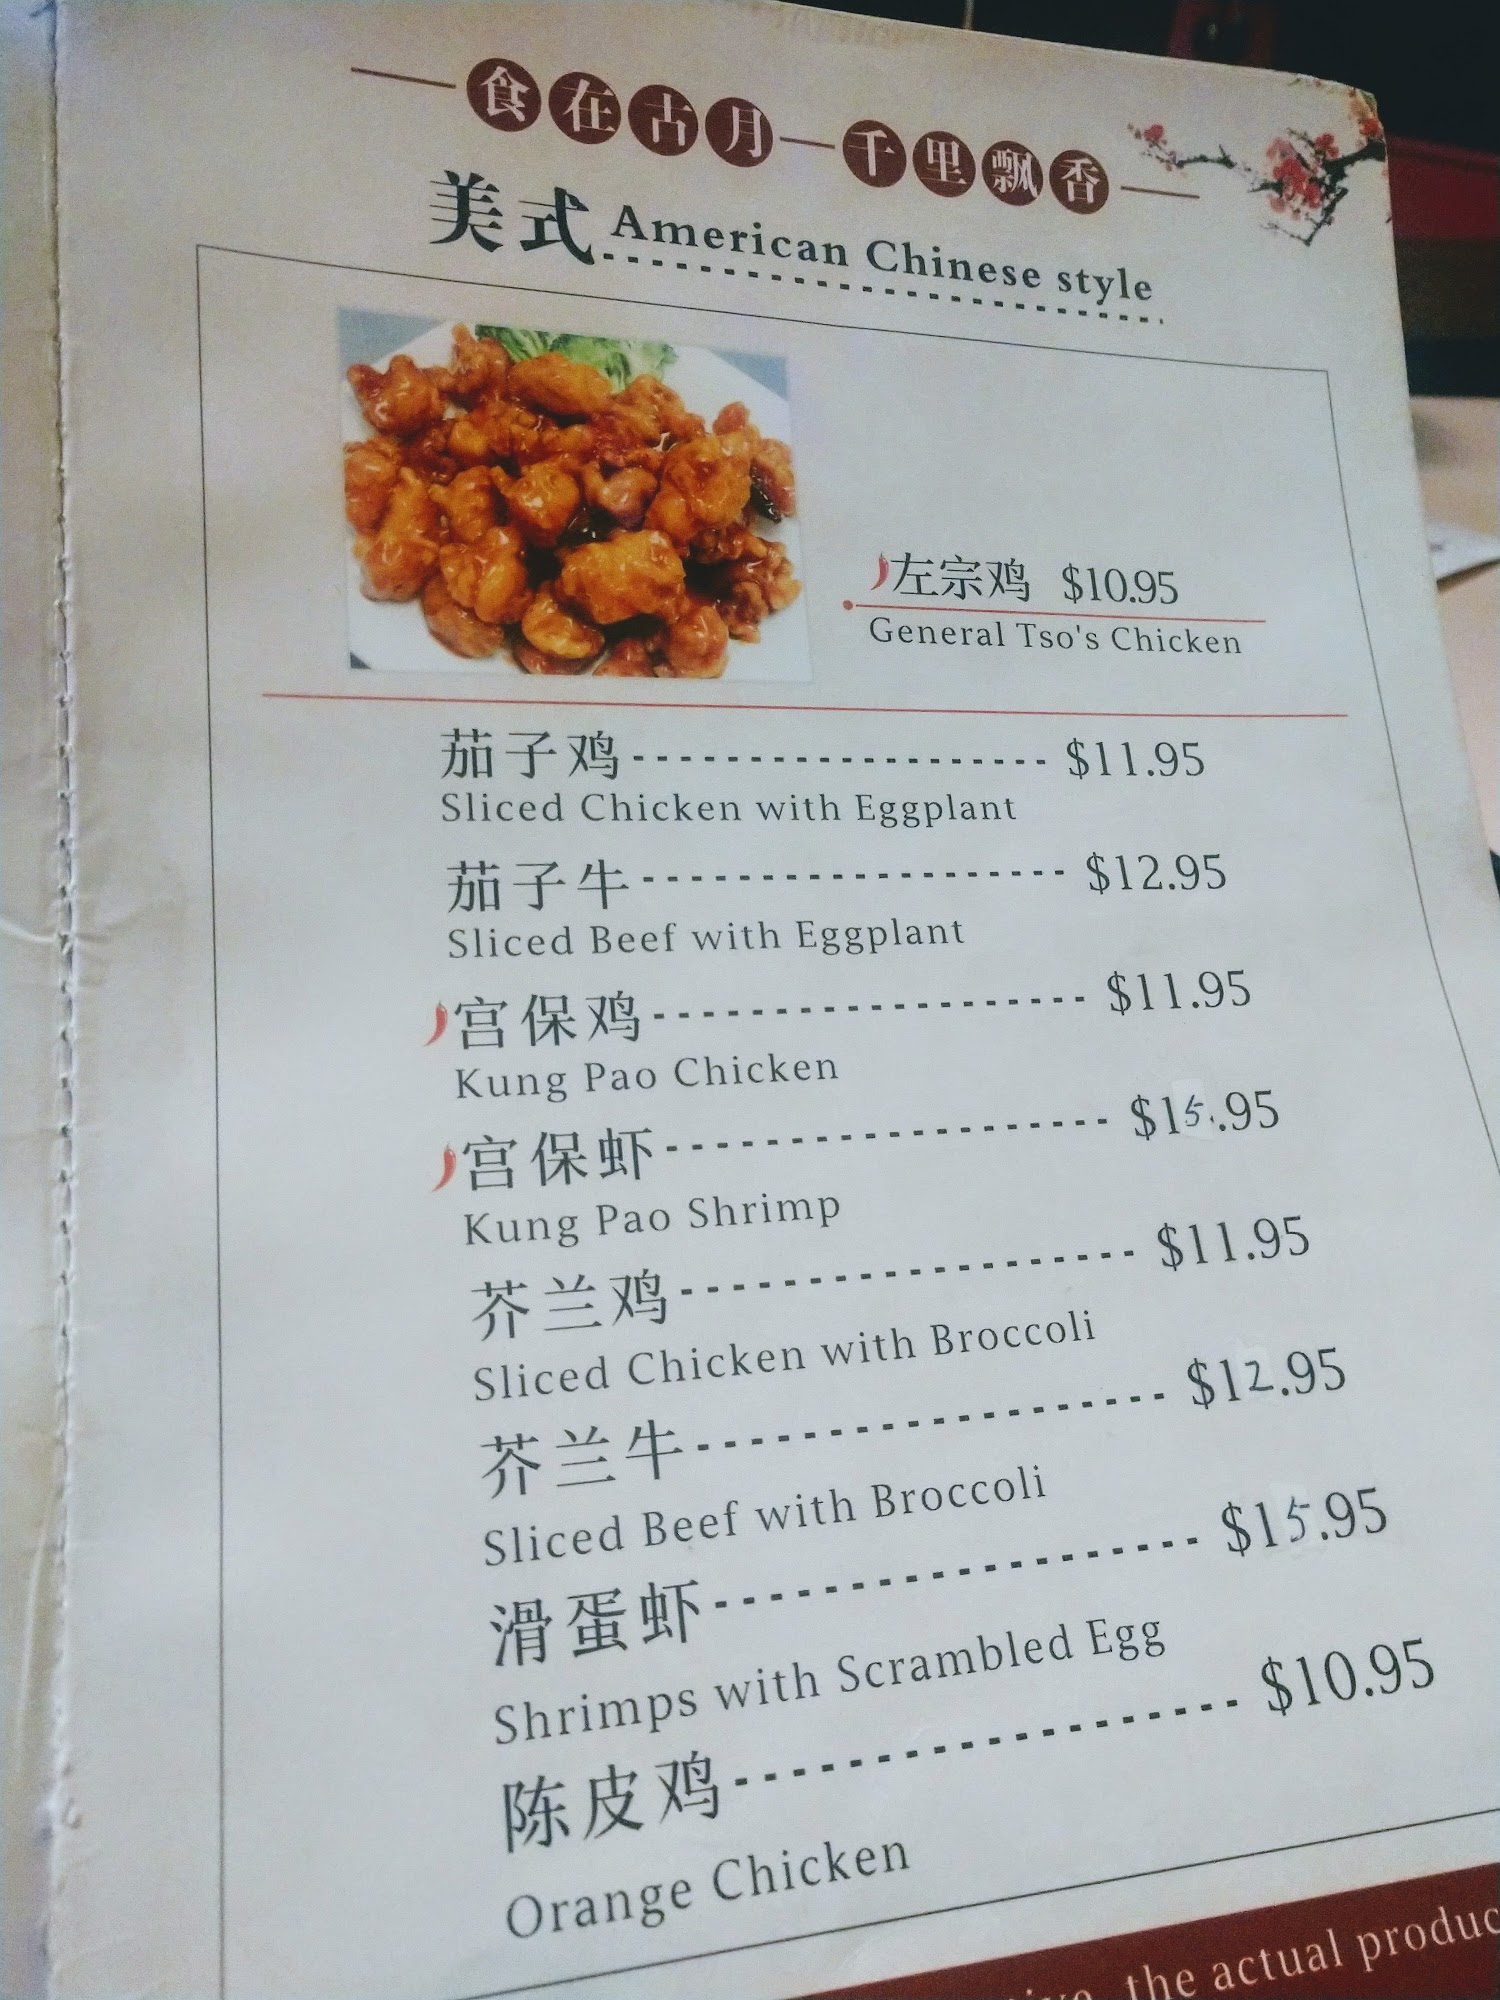 食在古月 千里飘香
美式 American Chinese style
左宗鸡 $10.95
General Tso's Chicken
茄子鸡 $11.95
Sliced Chicken with Eggplant
茄子牛 $12.95
Sliced Beef with Eggplant
宫保鸡 $11.95
Kung Pao Chicken
宫保虾 $15.95
Kung Pao Shrimp
芥兰鸡 $11.95
Sliced Chicken with Broccoli
芥兰牛 $12.95
Sliced Beef with Broccoli
滑蛋虾 $15.95
Shrimps with Scrambled Egg
陈皮鸡 $10.95
Orange Chicken
the actual produc